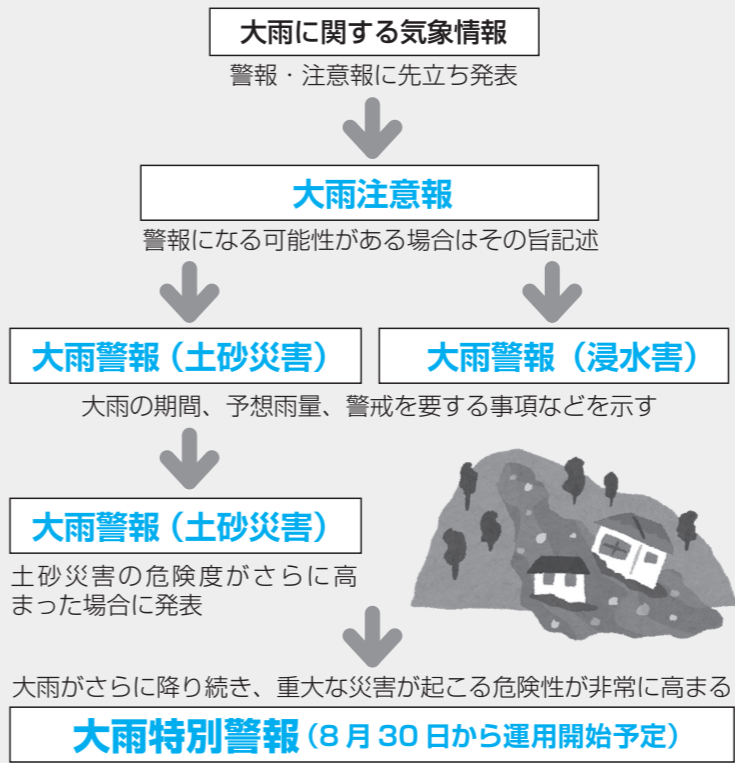 大雨に関する気象情報
警報・注意報に先立ち発表
大雨注意報
警報になる可能性がある場合はその旨記述
大雨警報（土砂災害）
大雨警報（浸水害）
大雨の期間、予想雨量、警戒を要する事項などを示す
大雨警報（土砂災害）
土砂災害の危険度がさらに高
まった場合に発表
大雨がさらに降り続き、重大な災害が起こる危険性が非常に高まる
大雨特別警報（8月30日から運用開始予定）